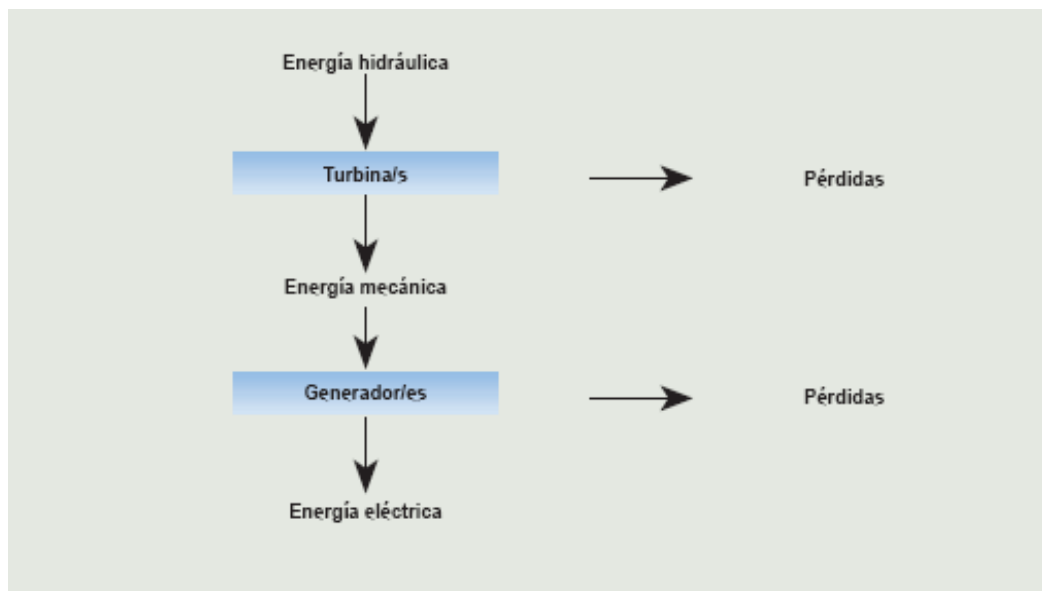 Energía hidráulica
Turbina/s
Pérdidas
Energía mecánica
Generador/es
Pérdidas
Energía eléctrica